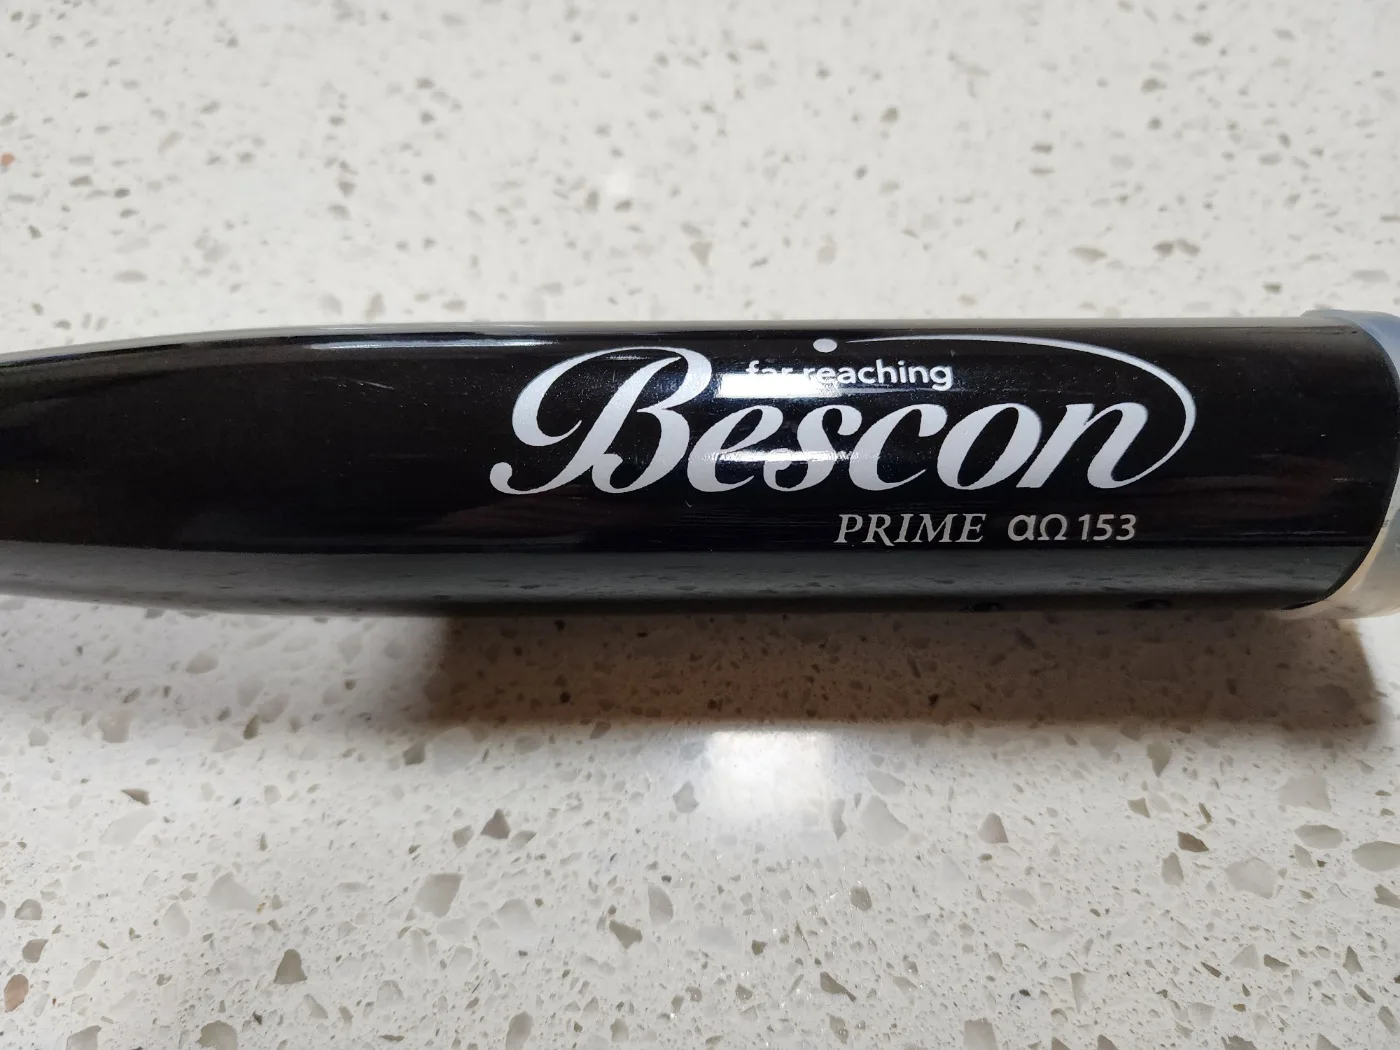 far reaching
Bescon
PRIME αΩ 153